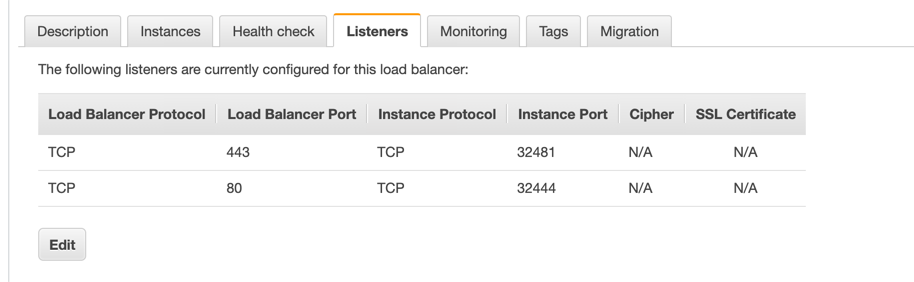 Description Instances Health check Listeners Monitoring Tags Migration
The following listeners are currently configured for this load balancer:
Load Balancer Protocol Load Balancer Port Instance Protocol Instance Port Cipher SSL Certificate
TCP 443 TCP 32481 N/A N/A
TCP 80 TCP 32444 N/A N/A
Edit